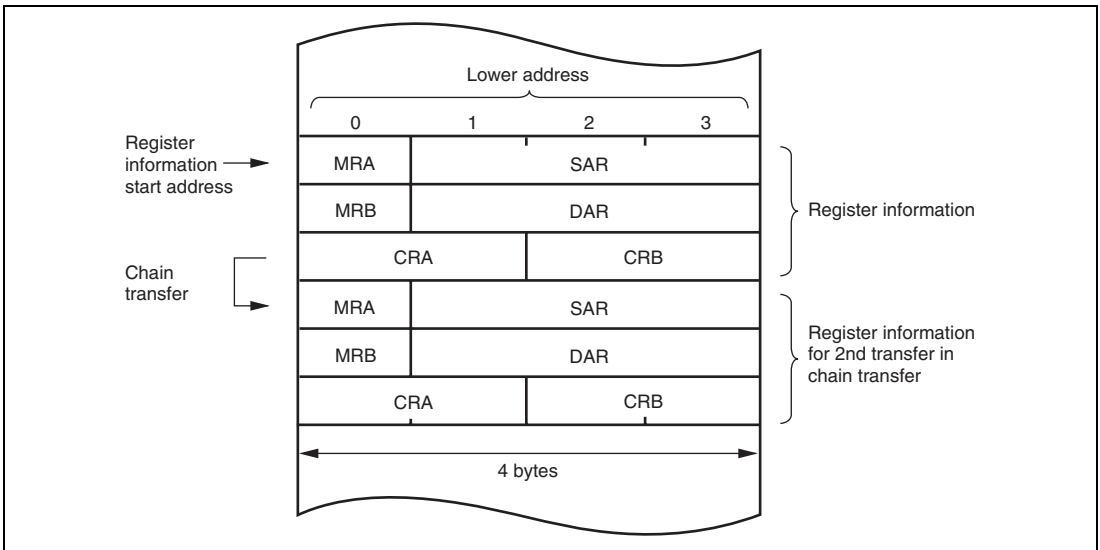 Lower address
0 1 2 3
Register
information
start address
MRA SAR
MRB DAR
Register information
CRA CRB
Chain
transfer
MRA SAR
MRB DAR
Register information
for 2nd transfer in
chain transfer
CRA CRB
4 bytes